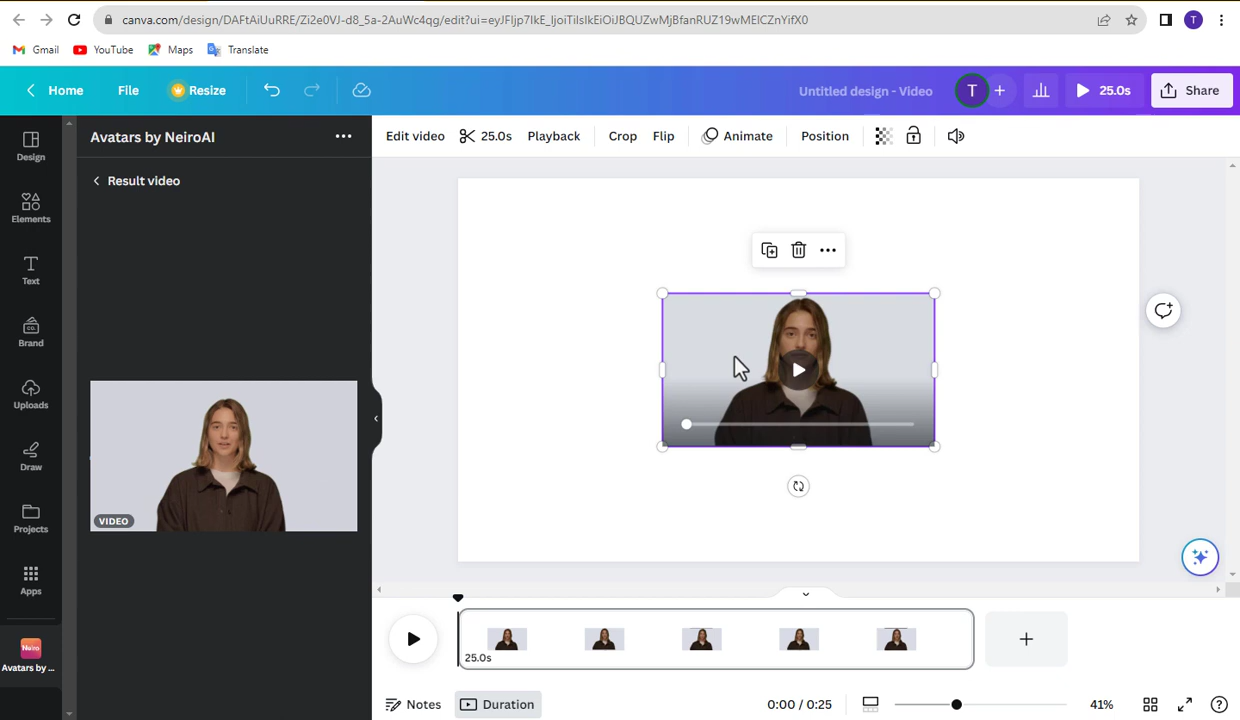 canva.com/design/DAFtAiUuRRE/Zi2e0VJ-d8_5a-2AuWc4qg/edit?ui=eyJFIjp7IkE_IjoiTiIsIkEiOiJBQUZwMjBfanRUZ19wMElCZnYifX0
T
Gmail YouTube Maps Translate
Home File Resize Untitled design - Video T + 25.0s Share
Design
Elements
Text
Brand
Uploads
Draw
Projects
Apps
Neiro
Avatars by ...
Avatars by NeiroAI
Result video
VIDEO
Edit video 25.0s Playback Crop Flip Animate Position
25.0s
Notes Duration 0:00 / 0:25 41%